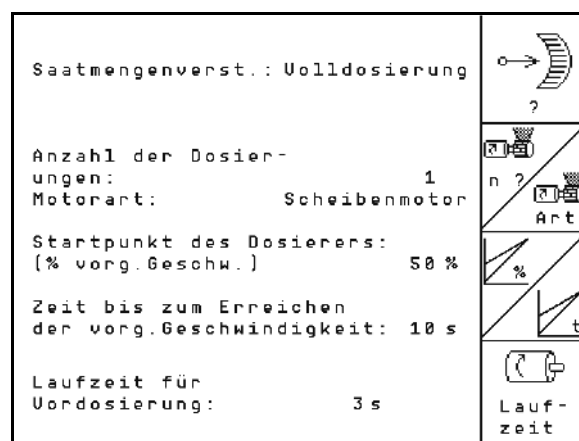 Saatmengenverst.: Volldosierung
?
Anzahl der Dosier-
ungen: 1
Motorart: Scheibenmotor
n ?
Art
Startpunkt des Dosierers:
(% vorg.Geschw.) 50 %
%
Zeit bis zum Erreichen
der vorg.Geschwindigkeit: 10 s
t
Laufzeit für
Vordosierung: 3 s
Lauf-
zeit